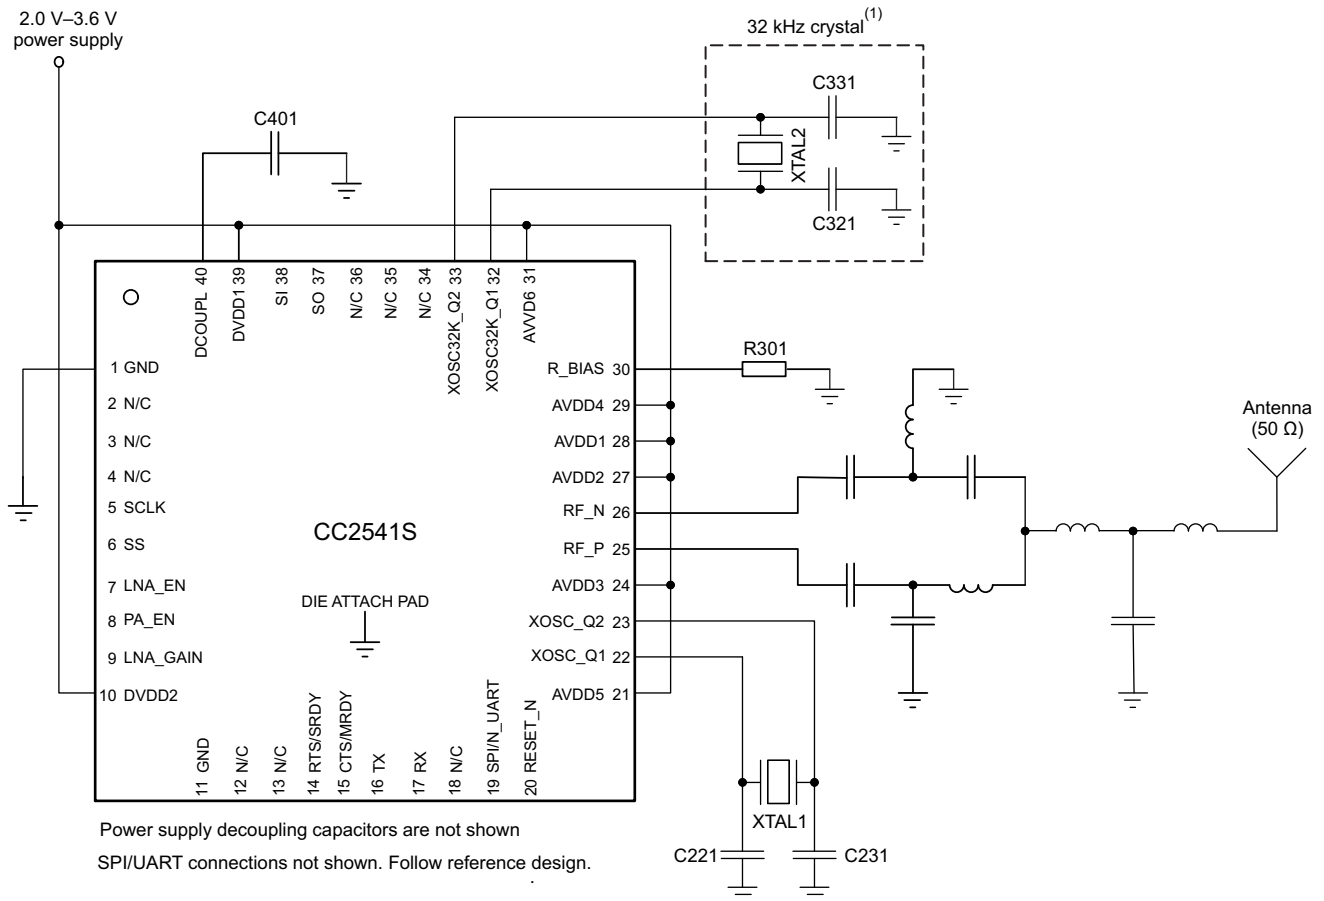 2.0 V–3.6 V
power supply
32 kHz crystal(1)
C331
C401
XTAL2
C321
DCOUPL 40
DVDD1 39
SI 38
SO 37
N/C 36
N/C 35
N/C 34
XOSC32K_Q2 33
XOSC32K_Q1 32
AVVD6 31
1 GND
2 N/C
3 N/C
4 N/C
5 SCLK
6 SS
7 LNA_EN
8 PA_EN
9 LNA_GAIN
10 DVDD2
CC2541S
DIE ATTACH PAD
R_BIAS 30
AVDD4 29
AVDD1 28
AVDD2 27
RF_N 26
RF_P 25
AVDD3 24
XOSC_Q2 23
XOSC_Q1 22
AVDD5 21
R301
Antenna
(50 Ω)
11 GND
12 N/C
13 N/C
14 RTS/SRDY
15 CTS/MRDY
16 TX
17 RX
18 N/C
19 SPI/N_UART
20 RESET_N
XTAL1
C221
C231
Power supply decoupling capacitors are not shown
SPI/UART connections not shown. Follow reference design.